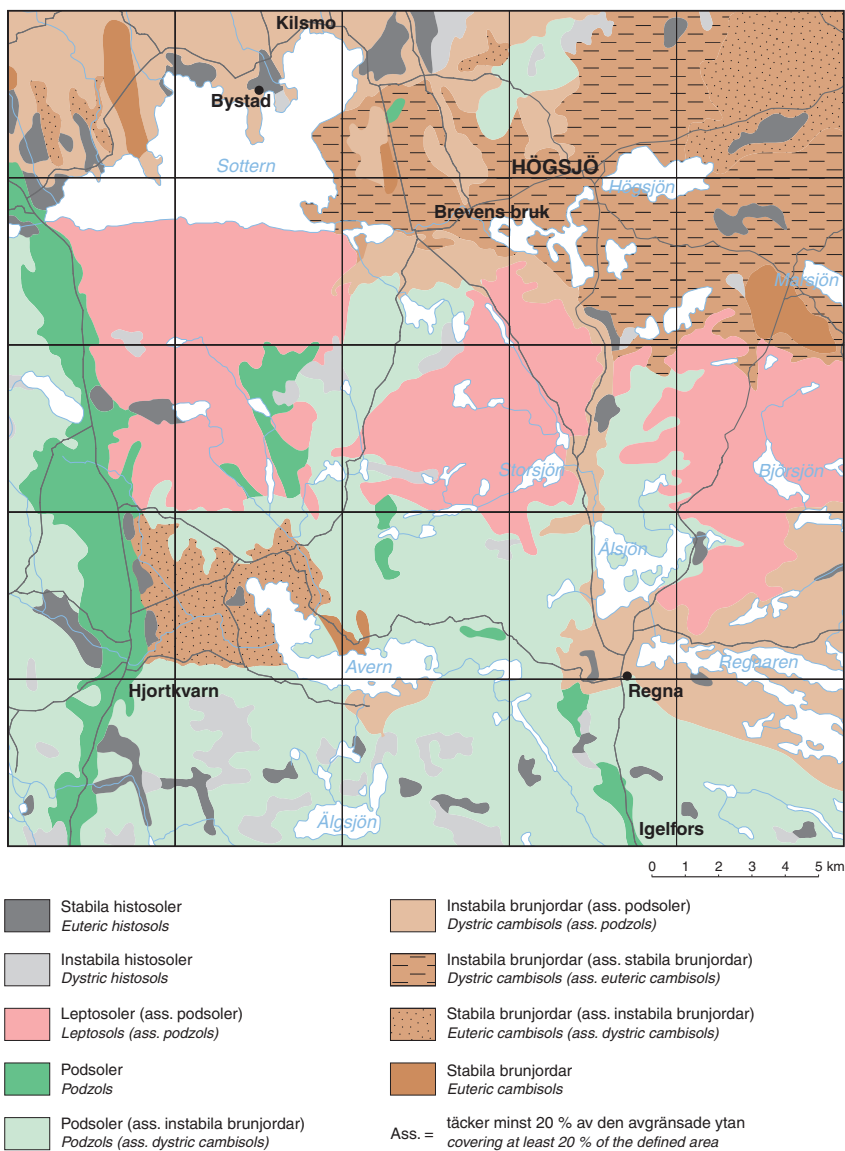 Kilsmo
Bystad
Sottern
HÖGSJÖ
Högsjön
Brevens bruk
Storsjön
Björsjön
Ålsjön
Avern
Regnaren
Hjortkvarn
Regna
Älgsjön
Igelfors
0 1 2 3 4 5 km
Stabila histosoler
Euteric histosols
Instabila histosoler
Dystric histosols
Leptosoler (ass. podsoler)
Leptosols (ass. podzols)
Podsoler
Podzols
Podsoler (ass. instabila brunjordar)
Podzols (ass. dystric cambisols)
Instabila brunjordar (ass. podsoler)
Dystric cambisols (ass. podzols)
Instabila brunjordar (ass. stabila brunjordar)
Dystric cambisols (ass. euteric cambisols)
Stabila brunjordar (ass. instabila brunjordar)
Euteric cambisols (ass. dystric cambisols)
Stabila brunjordar
Euteric cambisols
Ass. = täcker minst 20 % av den avgränsade ytan
covering at least 20 % of the defined area